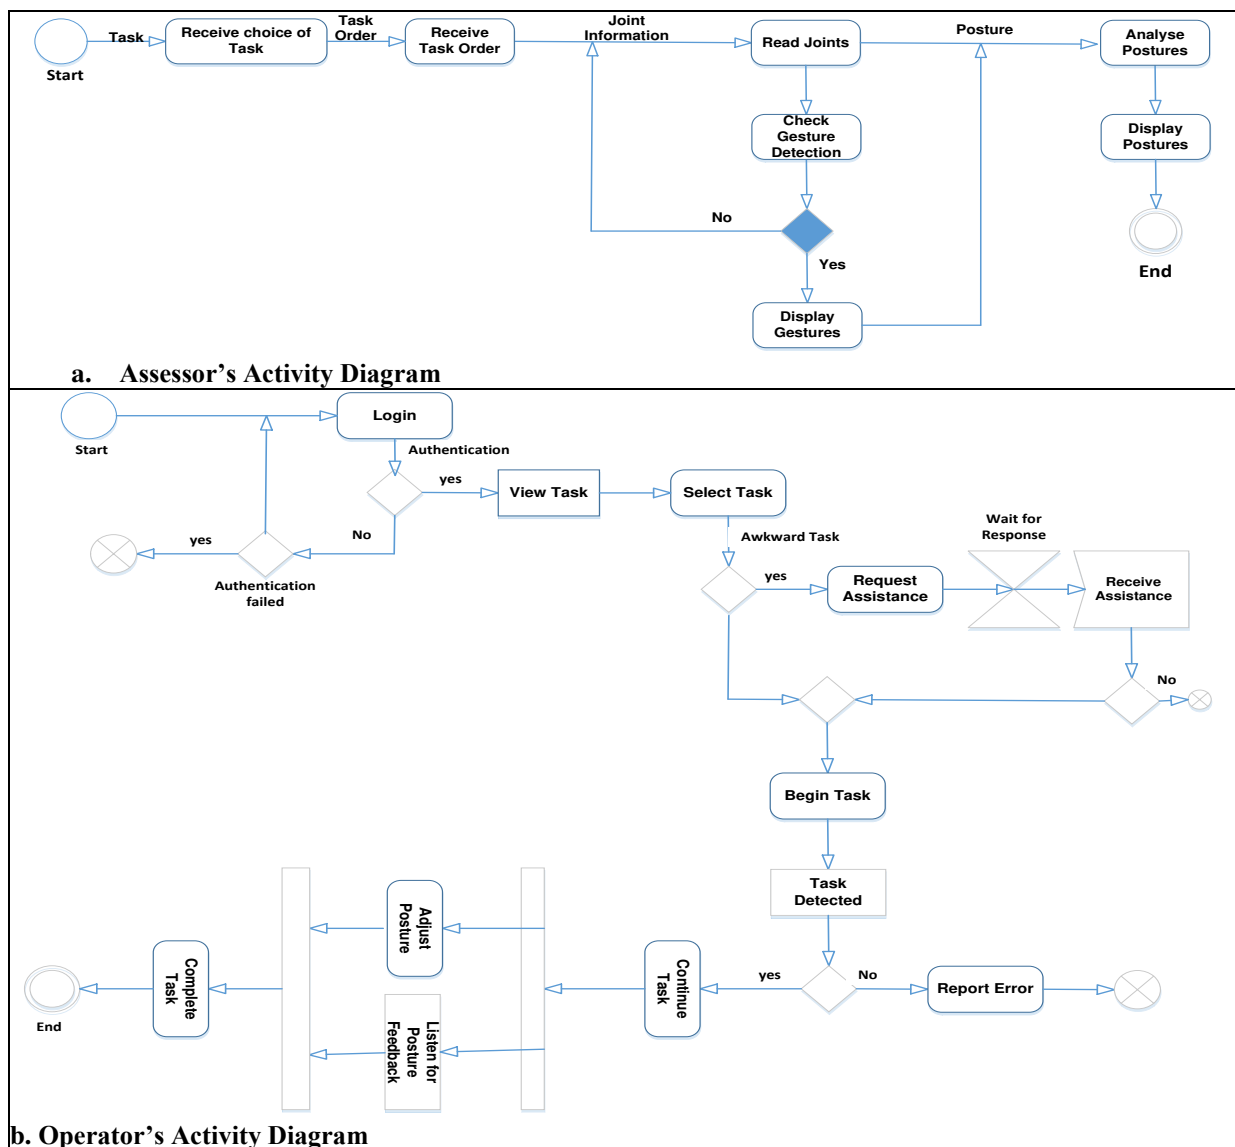 Start
Task
Receive choice of
Task
Task
Order
Receive
Task Order
Joint
Information
Read Joints
Posture
Analyse
Postures
Check
Gesture
Detection
Display
Postures
No
Yes
End
Display
Gestures
a. Assessor's Activity Diagram
Start
Login
Authentication
yes
View Task
Select Task
No
yes
Authentication
failed
Awkward Task
yes
Request
Assistance
Wait for
Response
Receive
Assistance
No
Begin Task
Task
Detected
yes
No
Report Error
Continue
Task
Adjust
Posture
Listen for
Posture
Feedback
Complete
Task
End
b. Operator's Activity Diagram